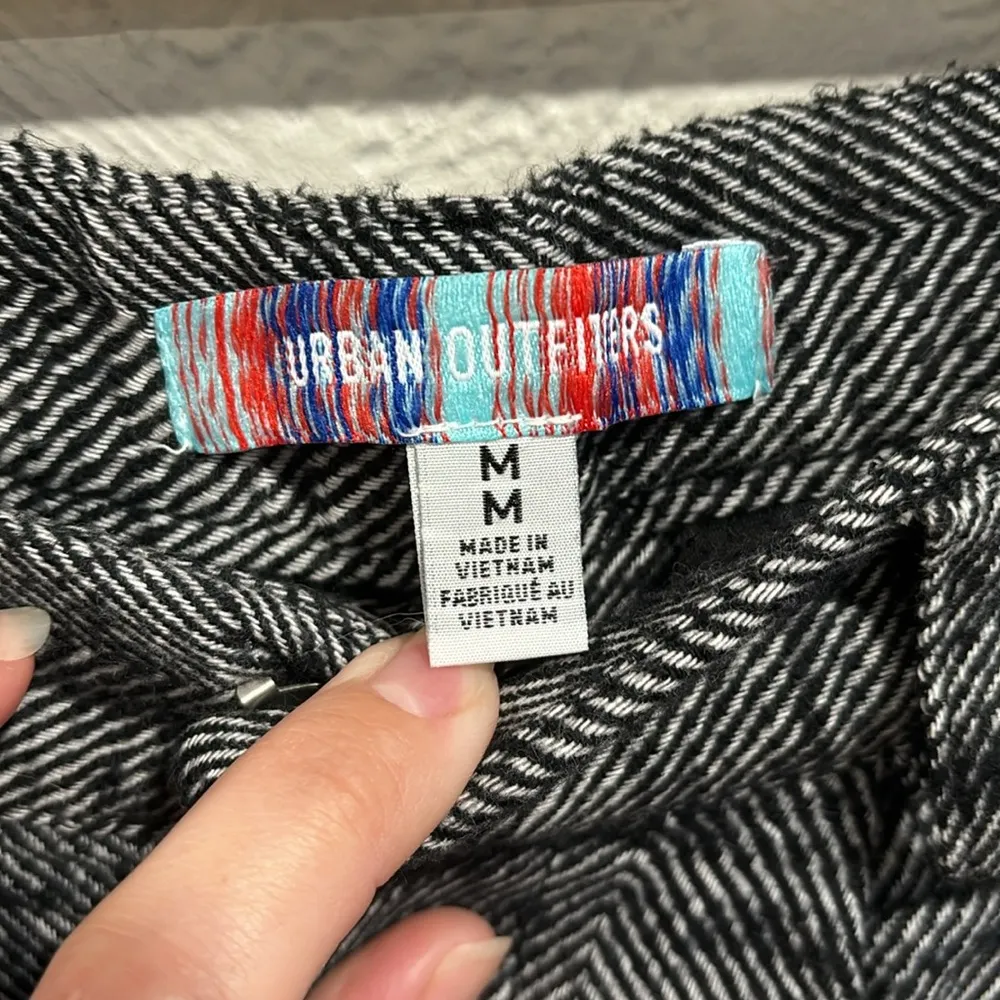 URBAN OUTFITTERS
M
M
MADE IN
VIETNAM
FABRIQUÉ AU
VIETNAM